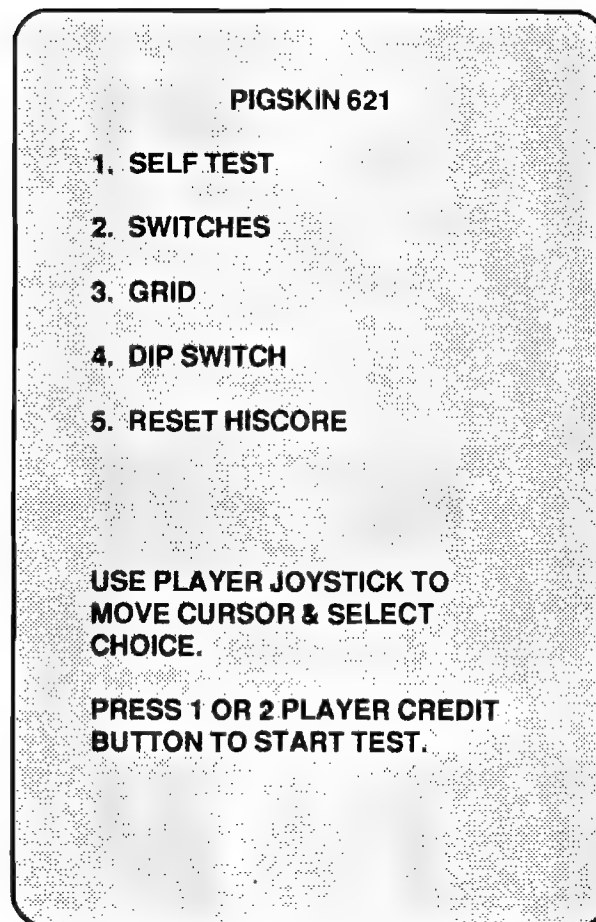 PIGSKIN 621
1. SELF TEST
2. SWITCHES
3. GRID
4. DIP SWITCH
5. RESET HISCORE
USE PLAYER JOYSTICK TO
MOVE CURSOR & SELECT
CHOICE.
PRESS 1 OR 2 PLAYER CREDIT
BUTTON TO START TEST.